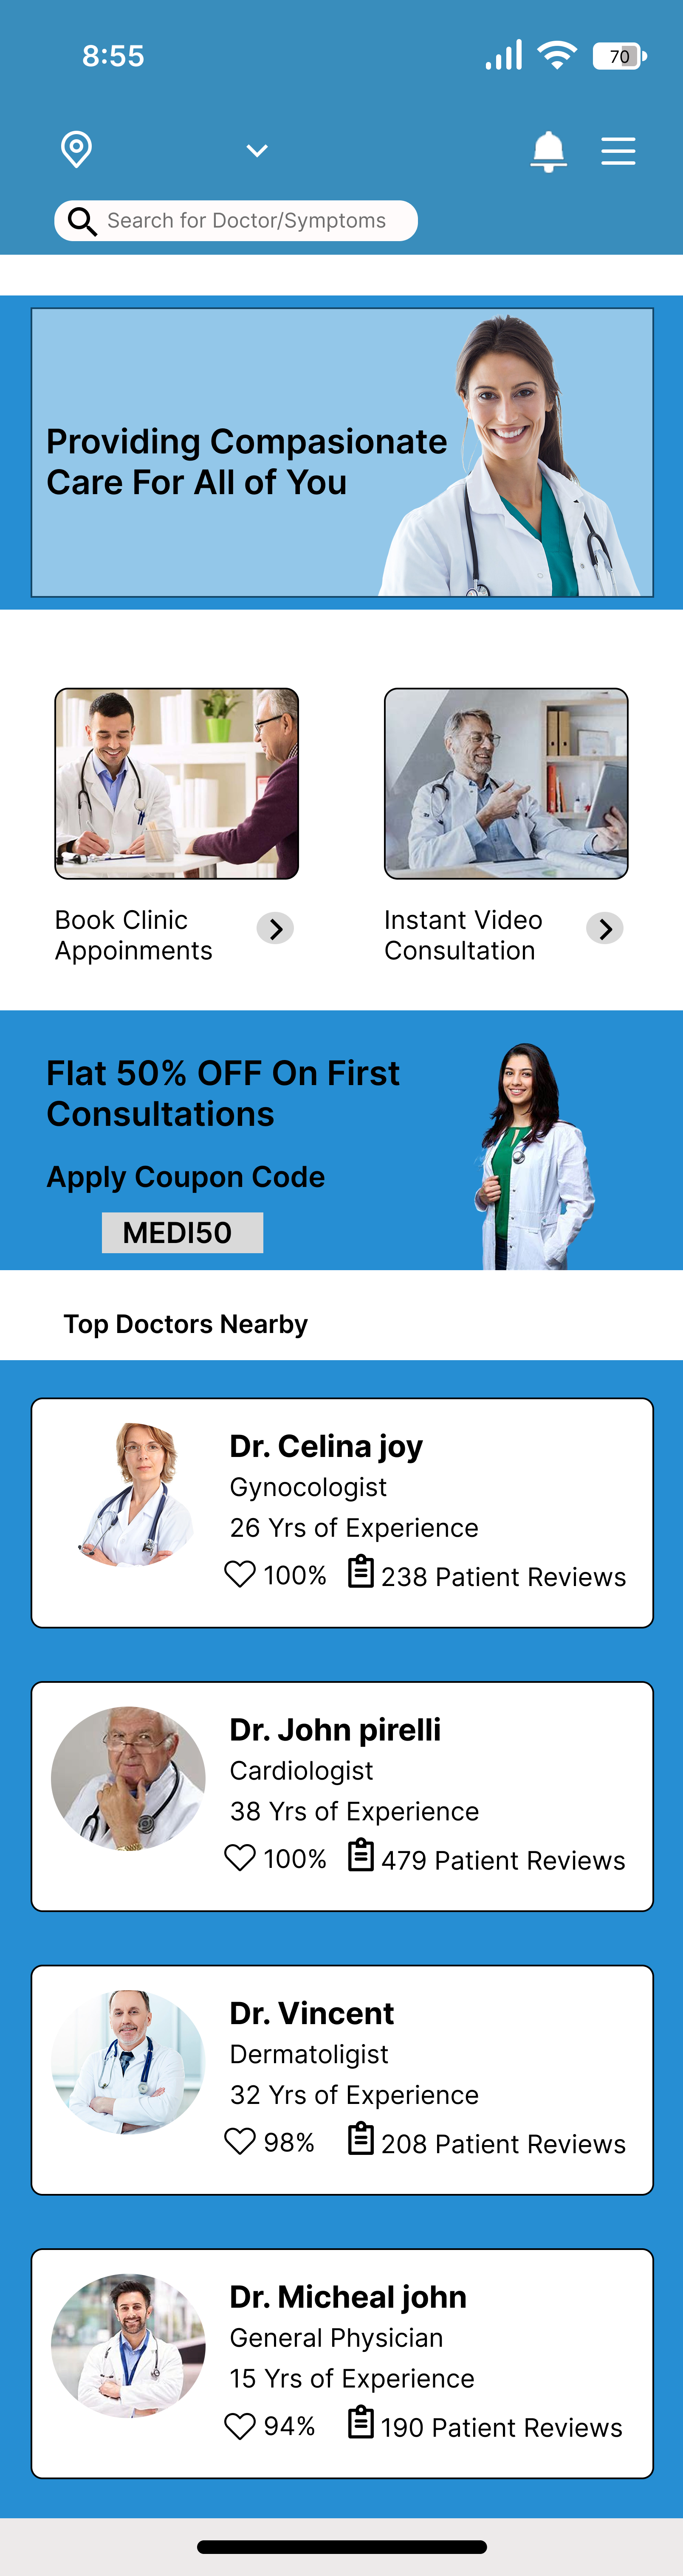 8:55
70
Search for Doctor/Symptoms
Providing Compasionate
Care For All of You
Book Clinic
Appoinments
Instant Video
Consultation
Flat 50% OFF On First
Consultations
Apply Coupon Code
MEDI50
Top Doctors Nearby
Dr. Celina joy
Gynocologist
26 Yrs of Experience
100% 238 Patient Reviews
Dr. John pirelli
Cardiologist
38 Yrs of Experience
100% 479 Patient Reviews
Dr. Vincent
Dermatoligist
32 Yrs of Experience
98% 208 Patient Reviews
Dr. Micheal john
General Physician
15 Yrs of Experience
94% 190 Patient Reviews